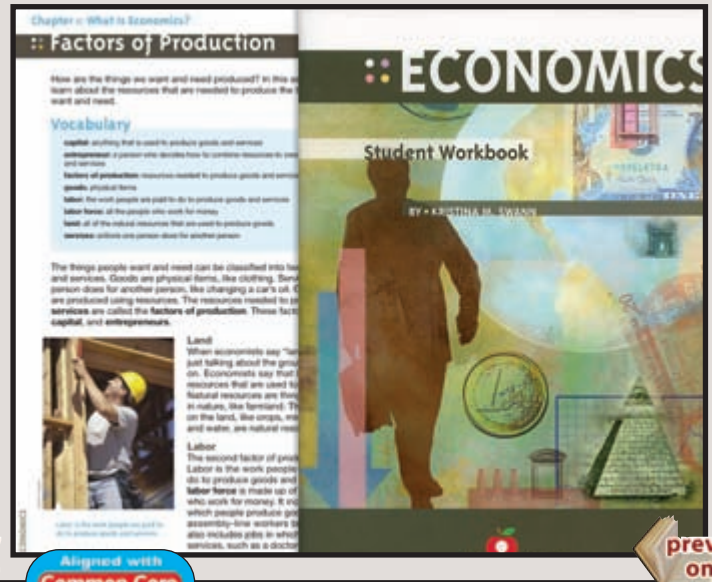 Chapter 1: What Is Economics?
Factors of Production
How are the things we want and need produced? In this
learn about the resources that are needed to produce the
want and need.
Vocabulary
capital: anything that is used to produce goods and services
entrepreneur: a person who decides how to combine resources to
and services
factors of production: resources needed to produce goods and
goods: physical items
labor: the work people are paid to do to produce goods and services
labor force: all the people who work for money
land: all of the natural resources that are used to produce goods
services: actions one person does for another person
The things people want and need can be classified into
and services. Goods are physical items, like clothing.
person does for another person, like changing a car's oil.
are produced using resources. The resources needed to
services are called the factors of production. These
capital, and entrepreneurs.
Land
When economists say
just talking about the
on. Economists say that
resources that are used to
Natural resources are
in nature, like farmland.
on the land, like crops,
and water, are natural
Labor
The second factor of
Labor is the work people
do to produce goods and
labor force is made up of
who work for money. It
which people produce
assembly-line workers
also includes jobs in which
services, such as a doctor
Labor is the work people are paid to
do to produce goods and services.
ECONOMICS
ECONOMICS
Student Workbook
BY • KRISTINA M. SWANN
ONE
1
Aligned with
Common Core
prev
on